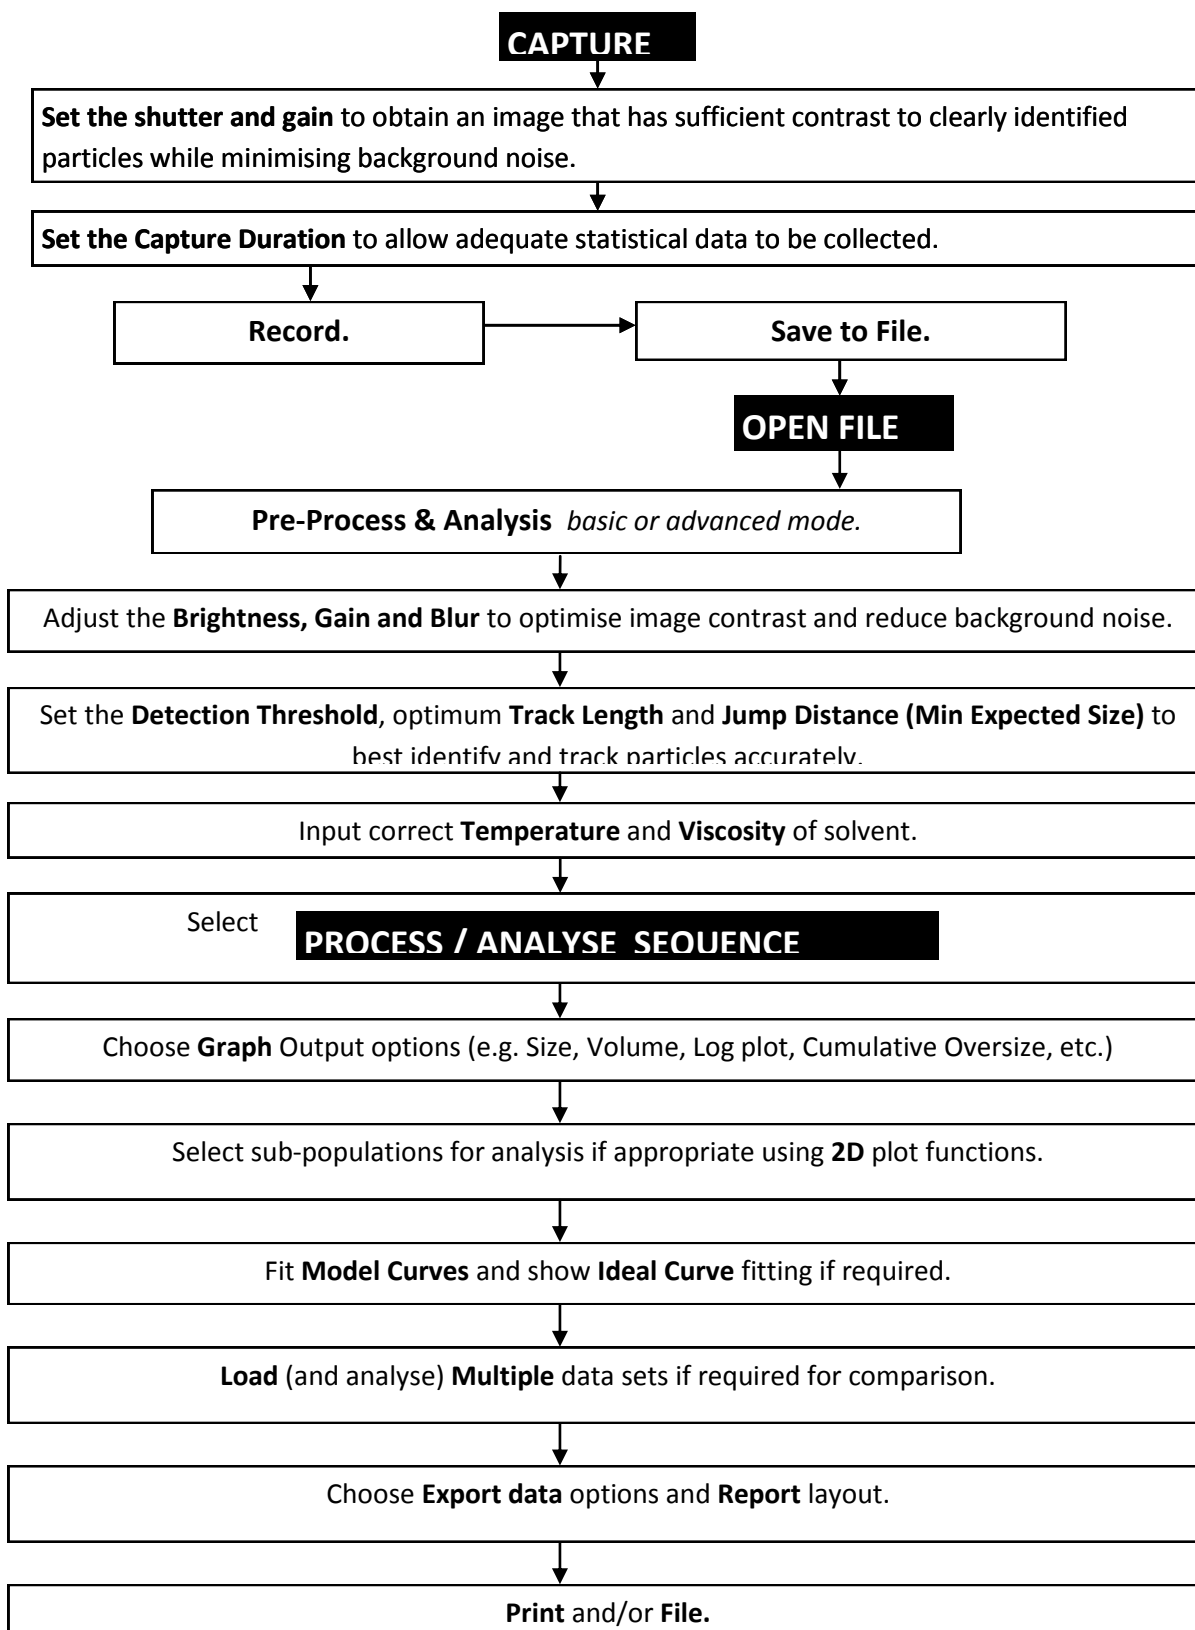 CAPTURE
Set the shutter and gain to obtain an image that has sufficient contrast to clearly identified
particles while minimising background noise.
Set the Capture Duration to allow adequate statistical data to be collected.
Record.
Save to File.
OPEN FILE
Pre-Process & Analysis basic or advanced mode.
Adjust the Brightness, Gain and Blur to optimise image contrast and reduce background noise.
Set the Detection Threshold, optimum Track Length and Jump Distance (Min Expected Size) to
best identify and track particles accurately.
Input correct Temperature and Viscosity of solvent.
Select
PROCESS / ANALYSE SEQUENCE
Choose Graph Output options (e.g. Size, Volume, Log plot, Cumulative Oversize, etc.)
Select sub-populations for analysis if appropriate using 2D plot functions.
Fit Model Curves and show Ideal Curve fitting if required.
Load (and analyse) Multiple data sets if required for comparison.
Choose Export data options and Report layout.
Print and/or File.